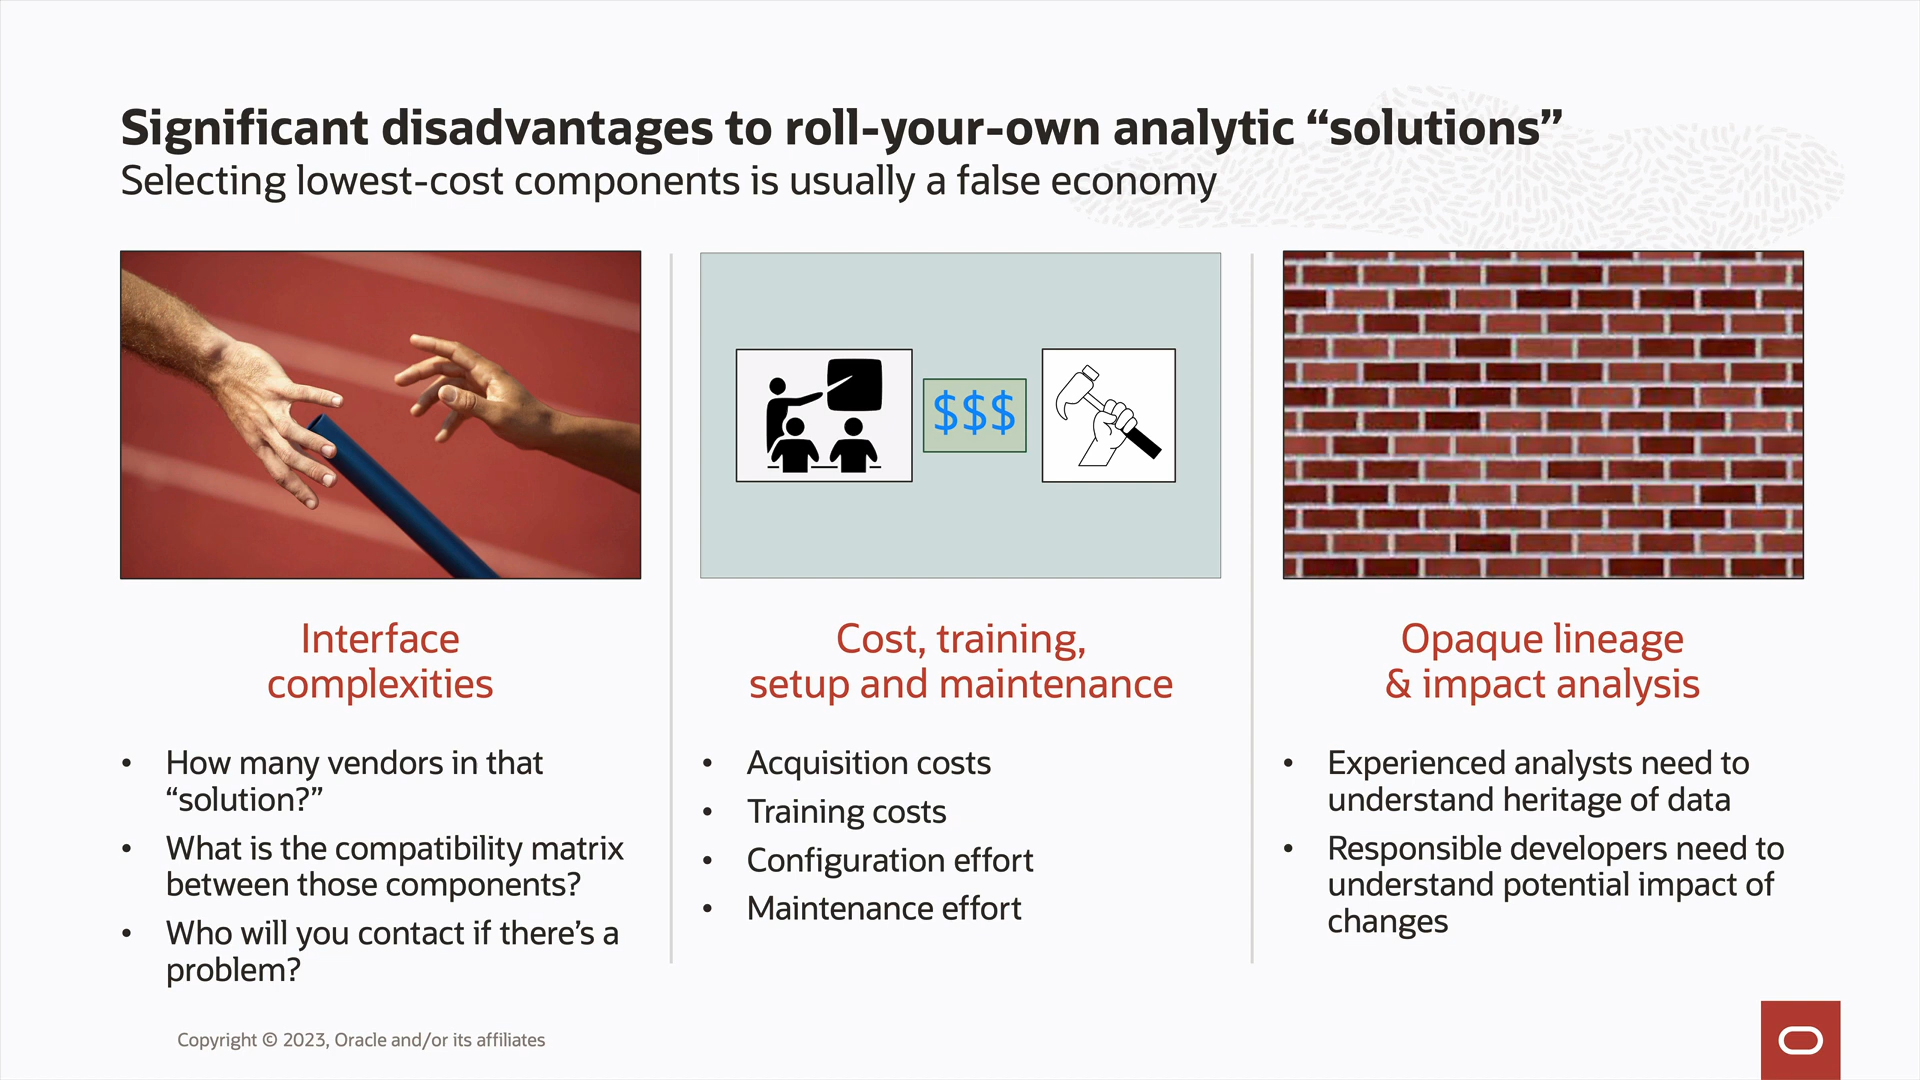 Significant disadvantages to roll-your-own analytic “solutions”
Selecting lowest-cost components is usually a false economy
$$$
Interface
complexities
• How many vendors in that
“solution?”
• What is the compatibility matrix
between those components?
• Who will you contact if there’s a
problem?
Cost, training,
setup and maintenance
• Acquisition costs
• Training costs
• Configuration effort
• Maintenance effort
Opaque lineage
& impact analysis
• Experienced analysts need to
understand heritage of data
• Responsible developers need to
understand potential impact of
changes
Copyright © 2023, Oracle and/or its affiliates